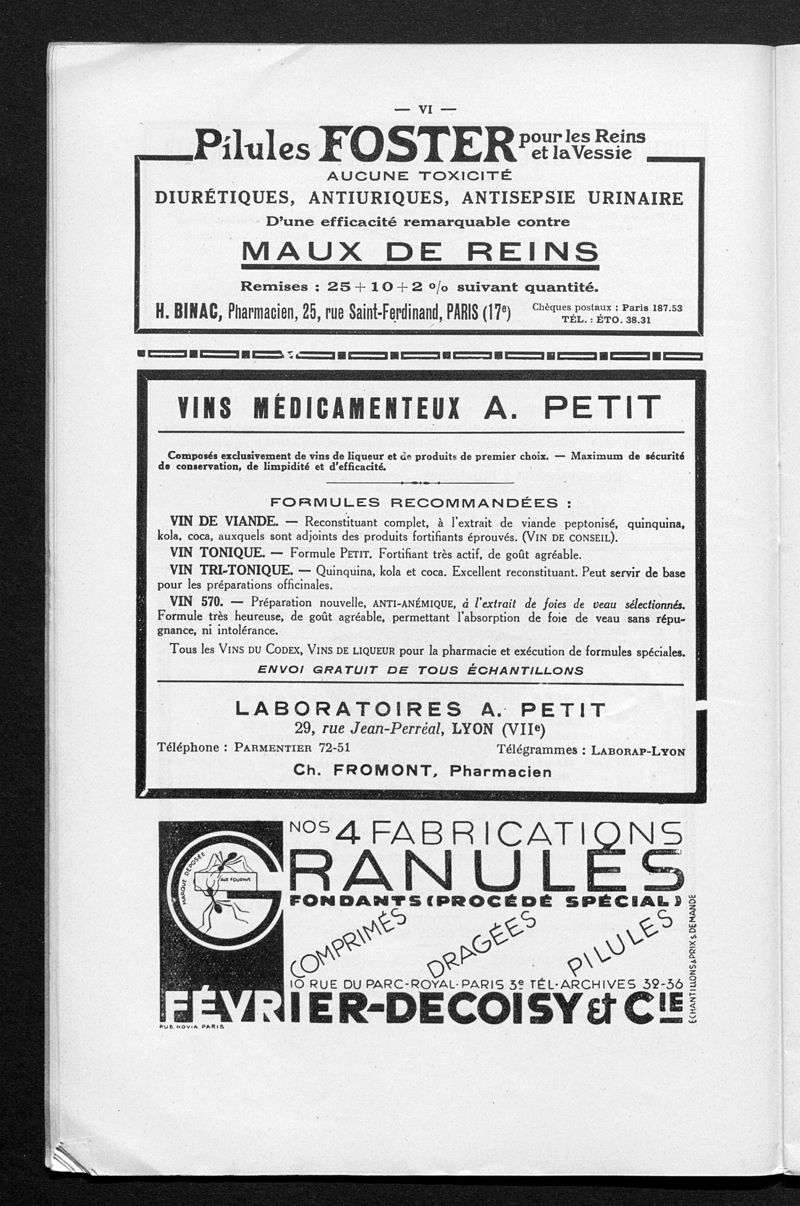 — VI —
Pilules FOSTER pour les Reins
et la Vessie
AUCUNE TOXICITÉ
DIURÉTIQUES, ANTIURIQUES, ANTISEPSIE URINAIRE
D'une efficacité remarquable contre
MAUX DE REINS
Remises : 25 + 10 + 2 % suivant quantité.
H. BINAC, Pharmacien, 25, rue Saint-Ferdinand, PARIS (17e)
Chèques postaux : Paris 187.53
TÉL. : ÉTO. 38.31
VINS MÉDICAMENTEUX A. PETIT
Composés exclusivement de vins de liqueur et de produits de premier choix. — Maximum de sécurité
de conservation, de limpidité et d'efficacité.
FORMULES RECOMMANDÉES :
VIN DE VIANDE. — Reconstituant complet, à l'extrait de viande peptonisé, quinquina,
kola, coca, auxquels sont adjoints des produits fortifiants éprouvés. (VIN DE CONSEIL).
VIN TONIQUE. — Formule PETIT. Fortifiant très actif, de goût agréable.
VIN TRI-TONIQUE. — Quinquina, kola et coca. Excellent reconstituant. Peut servir de base
pour les préparations officinales.
VIN 570. — Préparation nouvelle, ANTI-ANÉMIQUE, à l'extrait de foies de veau sélectionnés.
Formule très heureuse, de goût agréable, permettant l'absorption de foie de veau sans répu-
gnance, ni intolérance.
Tous les VINS DU CODEX, VINS DE LIQUEUR pour la pharmacie et exécution de formules spéciales.
ENVOI GRATUIT DE TOUS ÉCHANTILLONS
LABORATOIRES A. PETIT
29, rue Jean-Perréal, LYON (VIIe)
Téléphone : PARMENTIER 72-51
Télégrammes : LABORAP-LYON
Ch. FROMONT, Pharmacien
NOS 4 FABRICATIONS
GRANULÉS
MARQUE DÉPOSÉE
AUX FOURMIS
FONDANTS (PROCÉDÉ SPÉCIAL)
COMPRIMÉS
DRAGÉES
PILULES
10 RUE DU PARC-ROYAL-PARIS 3e TÉL-ARCHIVES 39-36
FÉVRIER-DECOISY & CIE
ÉCHANTILLONS & PRIX S. DEMANDE
PUB. NOVIA PARIS